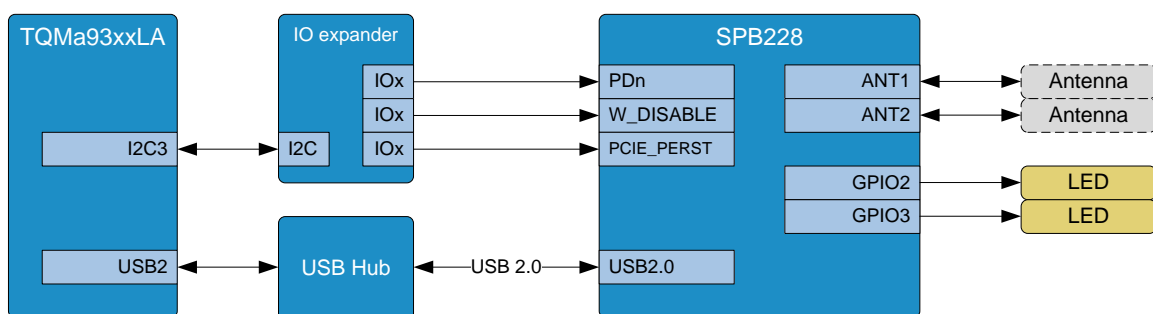 TQMa93xxLA
I2C3
USB2
IO expander
IOx
IOx
IOx
I2C
USB Hub
USB 2.0
SPB228
PDn
W_DISABLE
PCIE_PERST
USB2.0
ANT1
ANT2
GPIO2
GPIO3
Antenna
Antenna
LED
LED